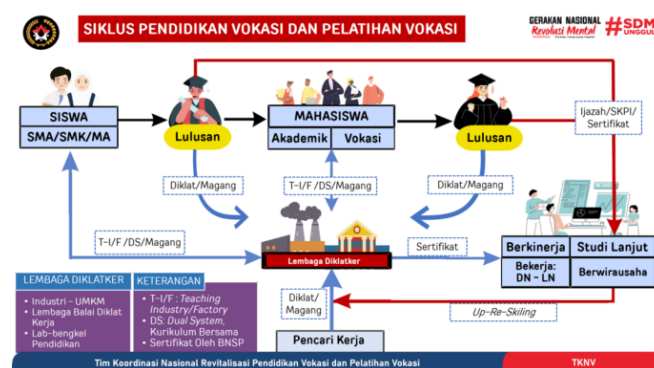 SIKLUS PENDIDIKAN VOKASI DAN PELATIHAN VOKASI
GERAKAN NASIONAL
Revolusi Mental
#SDM
UNGGUL
SISWA
SMA/SMK/MA
Lulusan
MAHASISWA
Akademik Vokasi
Lulusan
Ijazah/SKPI/
Sertifikat
Diklat/Magang
T-I/F /DS/Magang
Diklat/Magang
T-I/F /DS/Magang
Lembaga Diklatker
Sertifikat
Berkinerja Studi Lanjut
Bekerja:
DN - LN
Berwirausaha
LEMBAGA DIKLATKER
• Industri - UMKM
• Lembaga Balai Diklat
Kerja
• Lab-bengkel
Pendidikan
KETERANGAN
• T-I/F : Teaching
Industry/Factory
• DS: Dual System,
Kurikulum Bersama
• Sertifikat Oleh BNSP
Diklat/
Magang
Up-Re-Skiling
Pencari Kerja
Tim Koordinasi Nasional Revitalisasi Pendidikan Vokasi dan Pelatihan Vokasi
TKNV